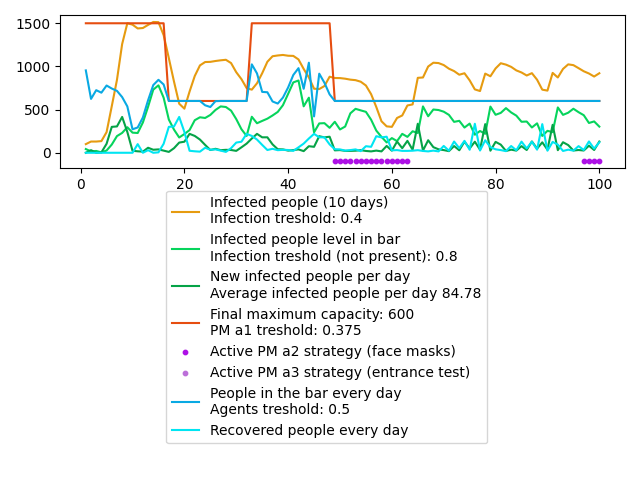 1500
1000
500
0
0
20
40
60
80
100
Infected people (10 days)
Infection treshold: 0.4
Infected people level in bar
Infection treshold (not present): 0.8
New infected people per day
Average infected people per day 84.78
Final maximum capacity: 600
PM a1 treshold: 0.375
Active PM a2 strategy (face masks)
Active PM a3 strategy (entrance test)
People in the bar every day
Agents treshold: 0.5
Recovered people every day